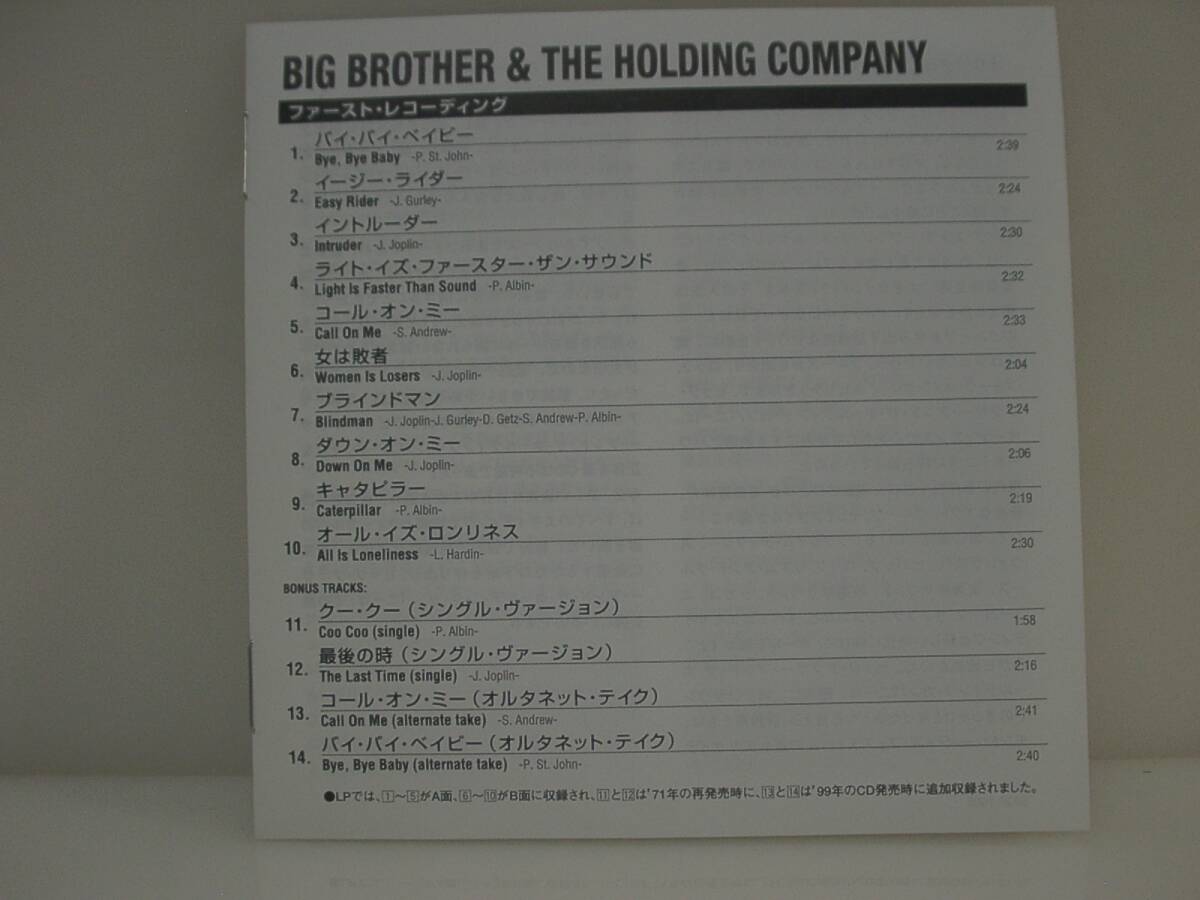 BIG BROTHER & THE HOLDING COMPANY
ファースト・レコーディング
1. バイ・バイ・ベイビー
Bye, Bye Baby -P. St. John- 2:39
2. イージー・ライダー
Easy Rider -J. Gurley- 2:24
3. イントルーダー
Intruder -J. Joplin- 2:30
4. ライト・イズ・ファースター・ザン・サウンド
Light Is Faster Than Sound -P. Albin- 2:32
5. コール・オン・ミー
Call On Me -S. Andrew- 2:33
6. 女は敗者
Women Is Losers -J. Joplin- 2:04
7. ブラインドマン
Blindman -J. Joplin-J. Gurley-D. Getz-S. Andrew-P. Albin- 2:24
8. ダウン・オン・ミー
Down On Me -J. Joplin- 2:06
9. キャタピラー
Caterpillar -P. Albin- 2:19
10. オール・イズ・ロンリネス
All Is Loneliness -L. Hardin- 2:30
BONUS TRACKS:
11. クー・クー(シングル・ヴァージョン)
Coo Coo (single) -P. Albin- 1:58
12. 最後の時(シングル・ヴァージョン)
The Last Time (single) -J. Joplin- 2:16
13. コール・オン・ミー(オルタネット・テイク)
Call On Me (alternate take) -S. Andrew- 2:41
14. バイ・バイ・ベイビー(オルタネット・テイク)
Bye, Bye Baby (alternate take) -P. St. John- 2:40
●LPでは、1~5がA面、6~10がB面に収録され、11と12は'71年の再発売時に、13と14は'99年のCD発売時に追加収録されました。